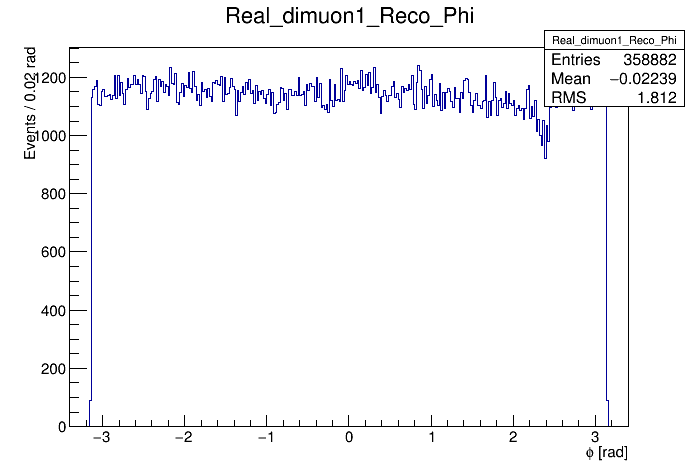 Real_dimuon1_Reco_Phi
Real_dimuon1_Reco_Phi
Entries 358882
Mean −0.02239
RMS 1.812
Events / 0.02 rad
1200
1000
800
600
400
200
0
−3 −2 −1 0 1 2 3
ϕ [rad]